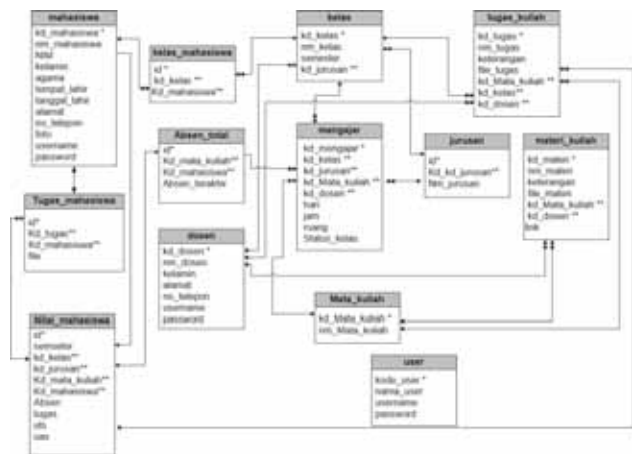 mahasiswa
kd_mahasiswa *
nm_mahasiswa
NIM
kelamin
agama
tempat_lahir
tanggal_lahir
alamat
no_telepon
foto
username
password
kelas_mahasiswa
id *
kd_kelas **
Kd_mahasiswa**
kelas
kd_kelas *
nm_kelas
semester
kd_jurusan **
tugas_kuliah
kd_tugas *
nm_tugas
keterangan
file_tugas
kd_Mata_kuliah **
kd_kelas**
kd_dosen **
Absen_total
id*
Kd_mata_kuliah**
Kd_mahasiswa**
Absen_terakhir
mengajar
kd_mengajar *
kd_kelas **
kd_jurusan**
kd_Mata_kuliah **
kd_dosen **
hari
jam
ruang
Status_kelas
jurusan
id*
Kd_kd_jurusan**
Nm_jurusan
materi_kuliah
kd_materi *
nm_materi
keterangan
file_materi
kd_Mata_kuliah **
kd_dosen **
link
Tugas_mahasiswa
id*
Kd_tugas**
Kd_mahasiswa**
file
dosen
kd_dosen *
nm_dosen
kelamin
alamat
no_telepon
username
password
Nilai_mahasiswa
id*
semester
kd_kelas**
kd_jurusan**
Kd_mata_kuliah**
Kd_mahasiswa**
Absen
tugas
uts
uas
Mata_kuliah
kd_Mata_kuliah *
nm_Mata_kuliah
user
kode_user *
nama_user
username
password